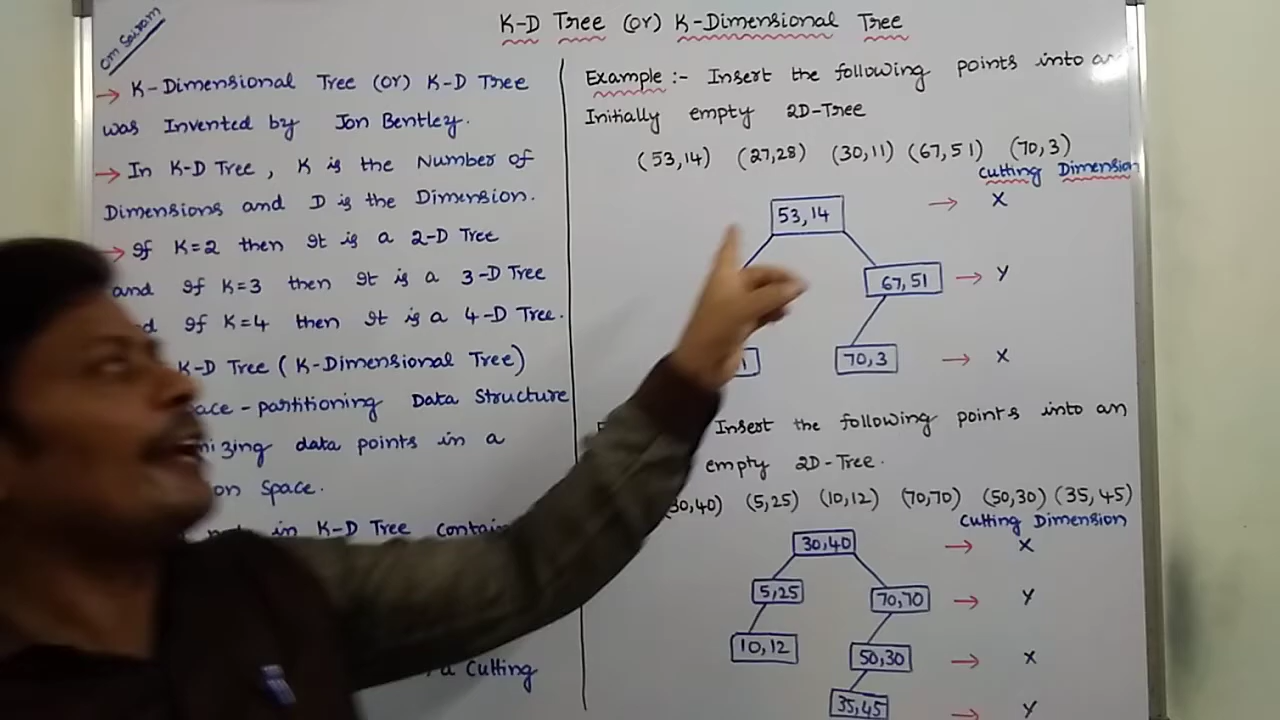 Om Sairam
K-D Tree (or) K-Dimensional Tree
→ K-Dimensional Tree (or) K-D Tree
was Invented by Jon Bentley.
→ In K-D Tree, K is the Number of
Dimensions and D is the Dimension.
→ If K=2 then It is a 2-D Tree
and If K=3 then It is a 3-D Tree
If K=4 then It is a 4-D Tree.
K-D Tree (K-Dimensional Tree)
-partitioning Data Structure
data points in a
Space.
in K-D Tree
a Cutting
Example :- Insert the following points into an
Initially empty 2D-Tree
(53,14) (27,28) (30,11) (67,51) (70,3)
Cutting Dimension
53,14 → X
67,51 → Y
70,3 → X
Insert the following points into an
empty 2D-Tree.
30,40) (5,25) (10,12) (70,70) (50,30) (35,45)
Cutting Dimension
30,40 → X
5,25 70,70 → Y
10,12 50,30 → X
35,45 → Y